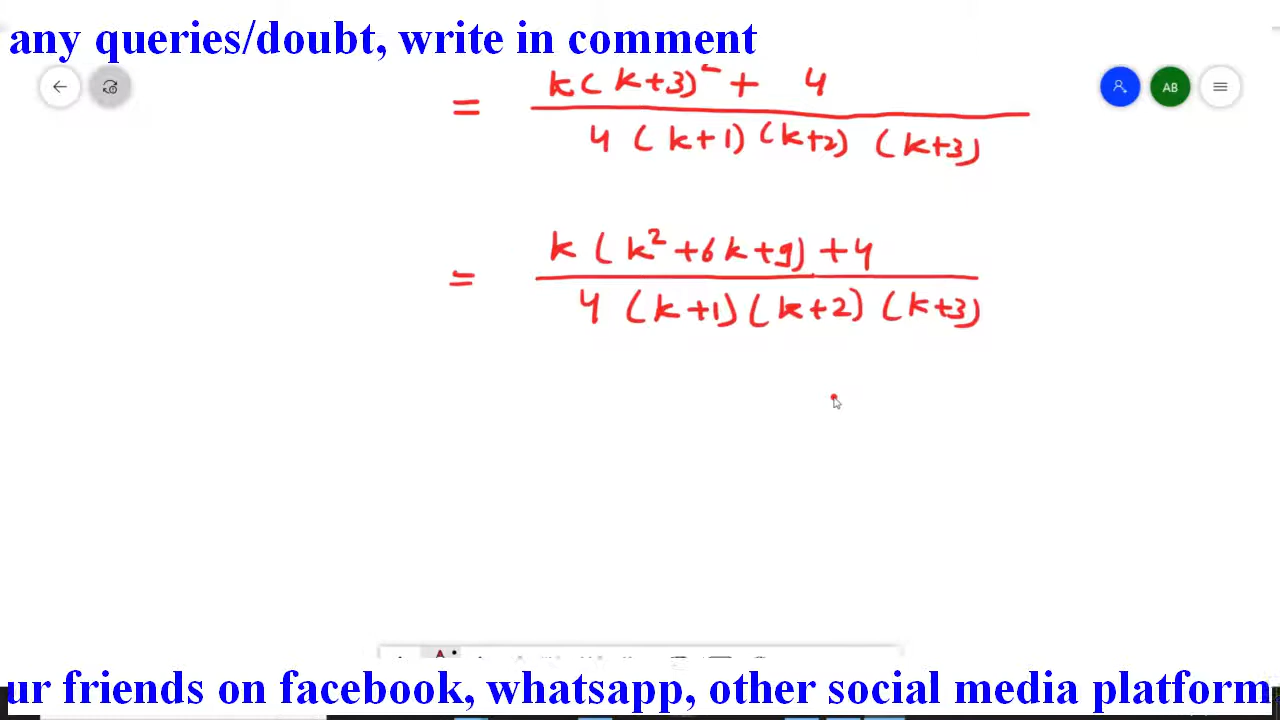 any queries/doubt, write in comment
AB
= k(k+3)² + 4 / 4(k+1)(k+2)(k+3)
= k(k²+6k+9)+4 / 4(k+1)(k+2)(k+3)
ur friends on facebook, whatsapp, other social media platform